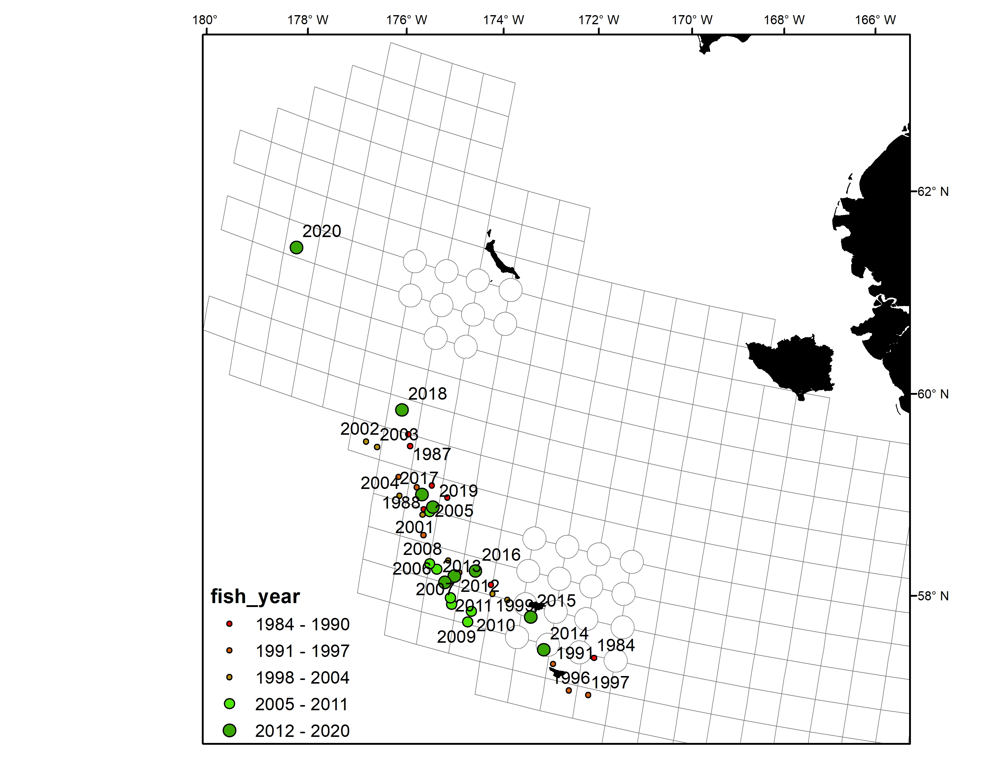 180° 178° W 176° W 174° W 172° W 170° W 168° W 166° W
62° N
2020
60° N
2018
2002 2003
1987
2004 2017
2019
1988 2005
2001
2008
2016
2006 2013
2007 2012
58° N
2011 1999 2015
2010
2009
2014
1991 1984
1996 1997
fish_year
1984 - 1990
1991 - 1997
1998 - 2004
2005 - 2011
2012 - 2020